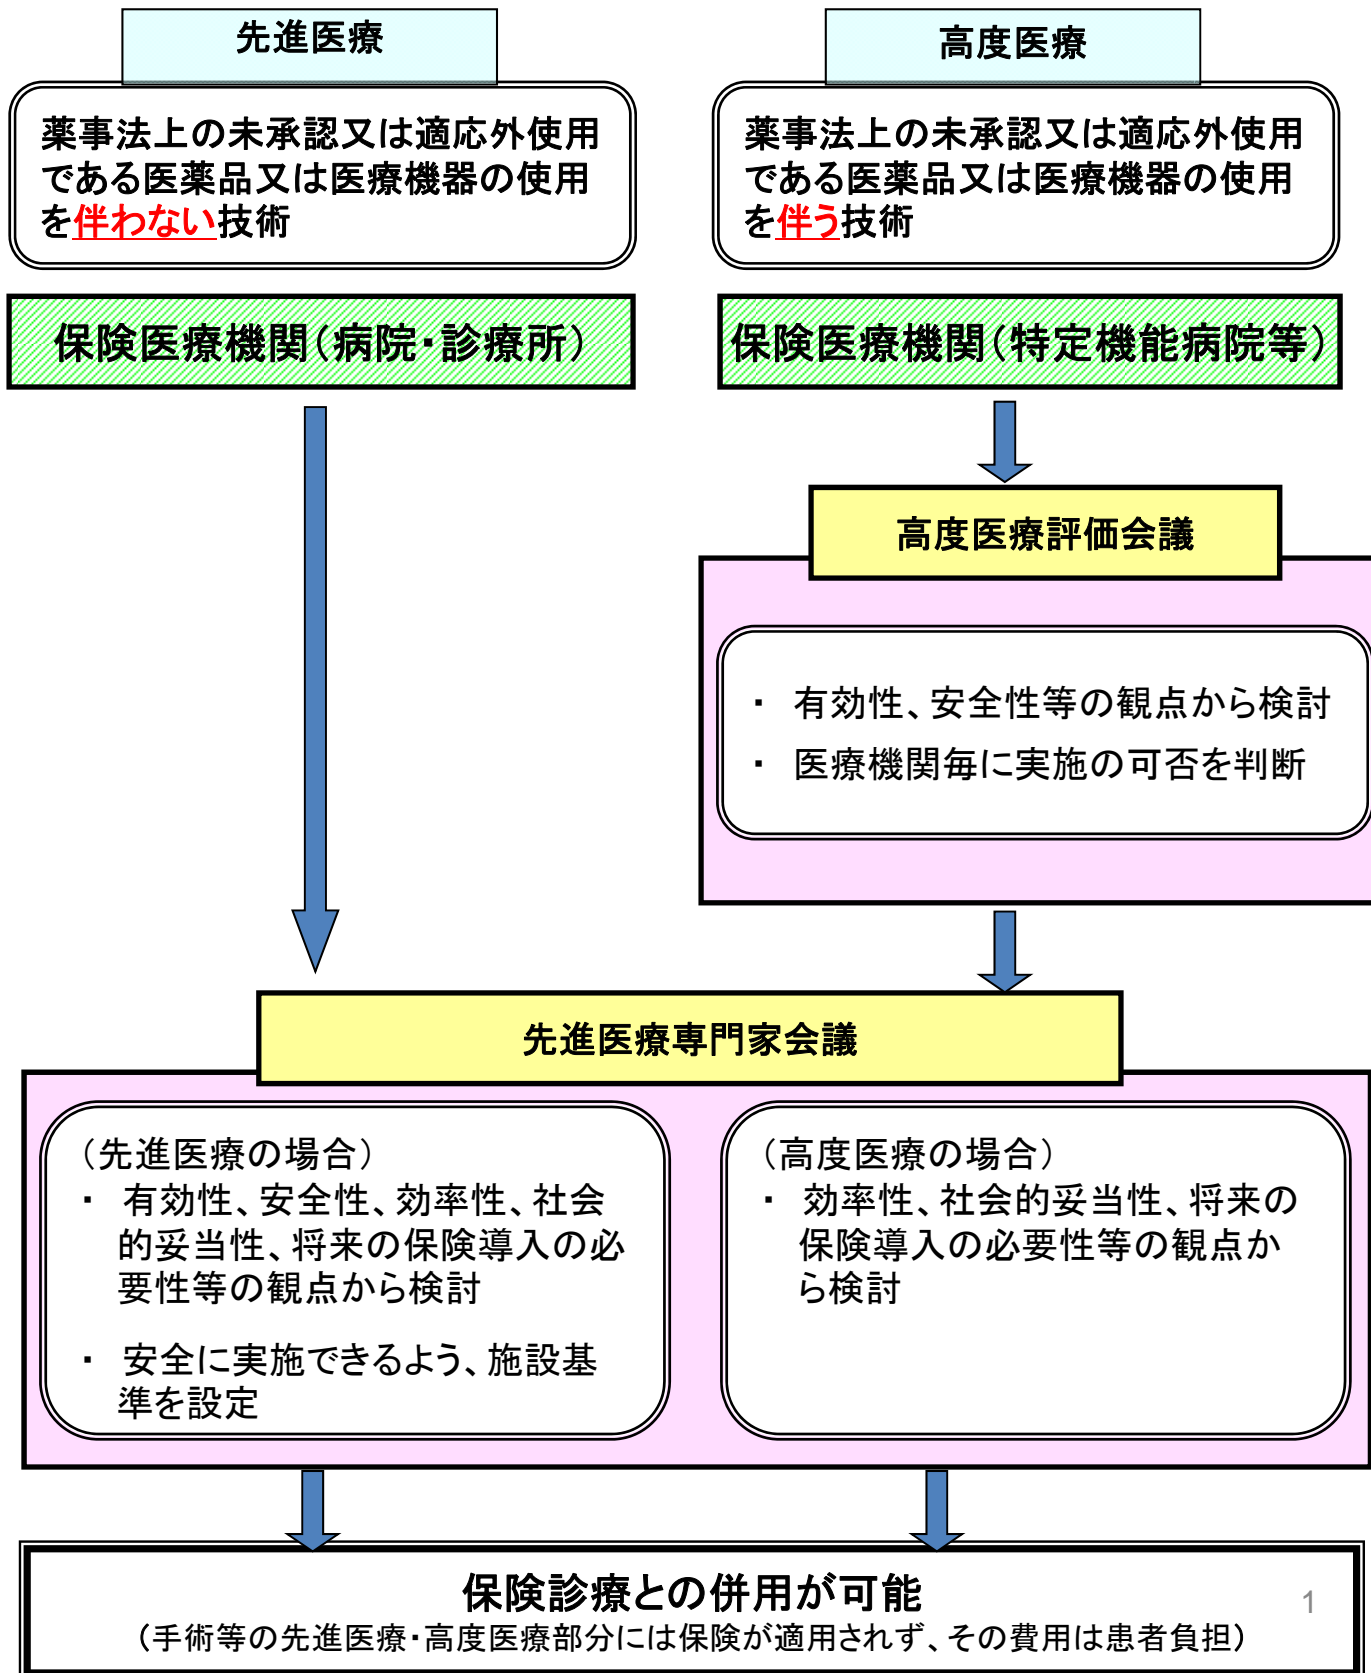 先進医療
薬事法上の未承認又は適応外使用
である医薬品又は医療機器の使用
を伴わない技術
保険医療機関（病院・診療所）
高度医療
薬事法上の未承認又は適応外使用
である医薬品又は医療機器の使用
を伴う技術
保険医療機関（特定機能病院等）
高度医療評価会議
・ 有効性、安全性等の観点から検討
・ 医療機関毎に実施の可否を判断
先進医療専門家会議
（先進医療の場合）
・ 有効性、安全性、効率性、社会
的妥当性、将来の保険導入の必
要性等の観点から検討
・ 安全に実施できるよう、施設基
準を設定
（高度医療の場合）
・ 効率性、社会的妥当性、将来の
保険導入の必要性等の観点か
ら検討
保険診療との併用が可能
（手術等の先進医療・高度医療部分には保険が適用されず、その費用は患者負担）
1